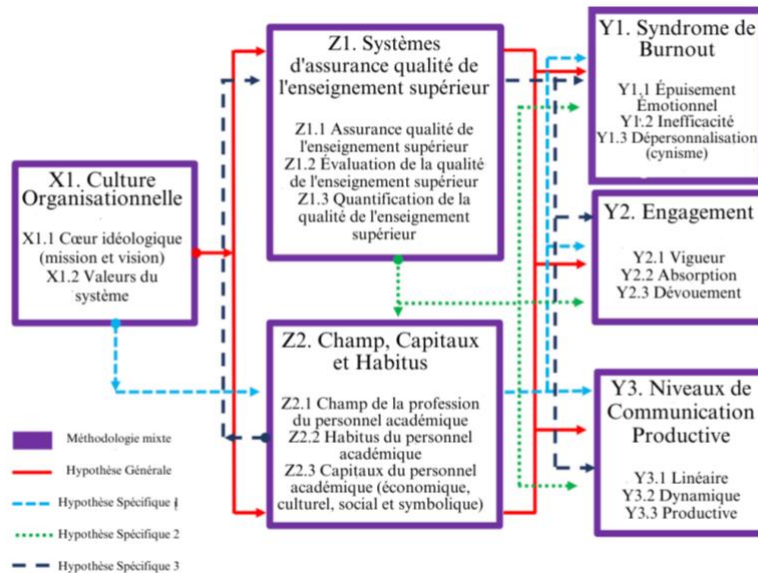 Z1. Systèmes
d'assurance qualité de
l'enseignement supérieur
Z1.1 Assurance qualité de
l'enseignement supérieur
Z1.2 Évaluation de la qualité
de l'enseignement supérieur
Z1.3 Quantification de la
qualité de l'enseignement
supérieur
Y1. Syndrome de
Burnout
Y1.1 Épuisement
Émotionnel
Y1.2 Inefficacité
Y1.3 Dépersonnalisation
(cynisme)
X1. Culture
Organisationnelle
X1.1 Cœur idéologique
(mission et vision)
X1.2 Valeurs du
système
Y2. Engagement
Y2.1 Vigueur
Y2.2 Absorption
Y2.3 Dévouement
Z2. Champ, Capitaux
et Habitus
Z2.1 Champ de la profession
du personnel académique
Z2.2 Habitus du personnel
académique
Z2.3 Capitaux du personnel
académique (économique,
culturel, social et symbolique)
Y3. Niveaux de
Communication
Productive
Y3.1 Linéaire
Y3.2 Dynamique
Y3.3 Productive
Méthodologie mixte
Hypothèse Générale
Hypothèse Spécifique 1
Hypothèse Spécifique 2
Hypothèse Spécifique 3